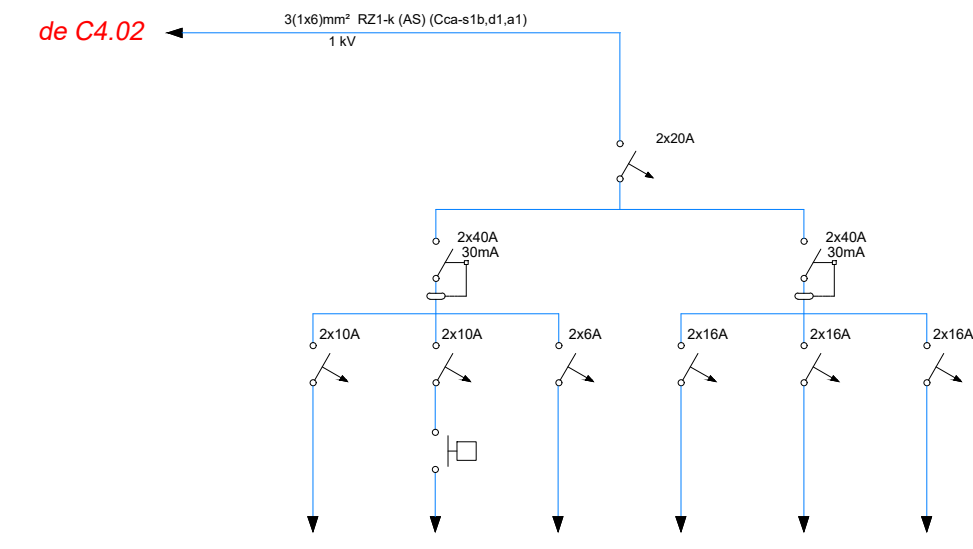 3(1x6)mm² RZ1-k (AS) (Cca-s1b,d1,a1)
de C4.02
1 kV
2x20A
2x40A
30mA
2x40A
30mA
2x10A
2x10A
2x6A
2x16A
2x16A
2x16A